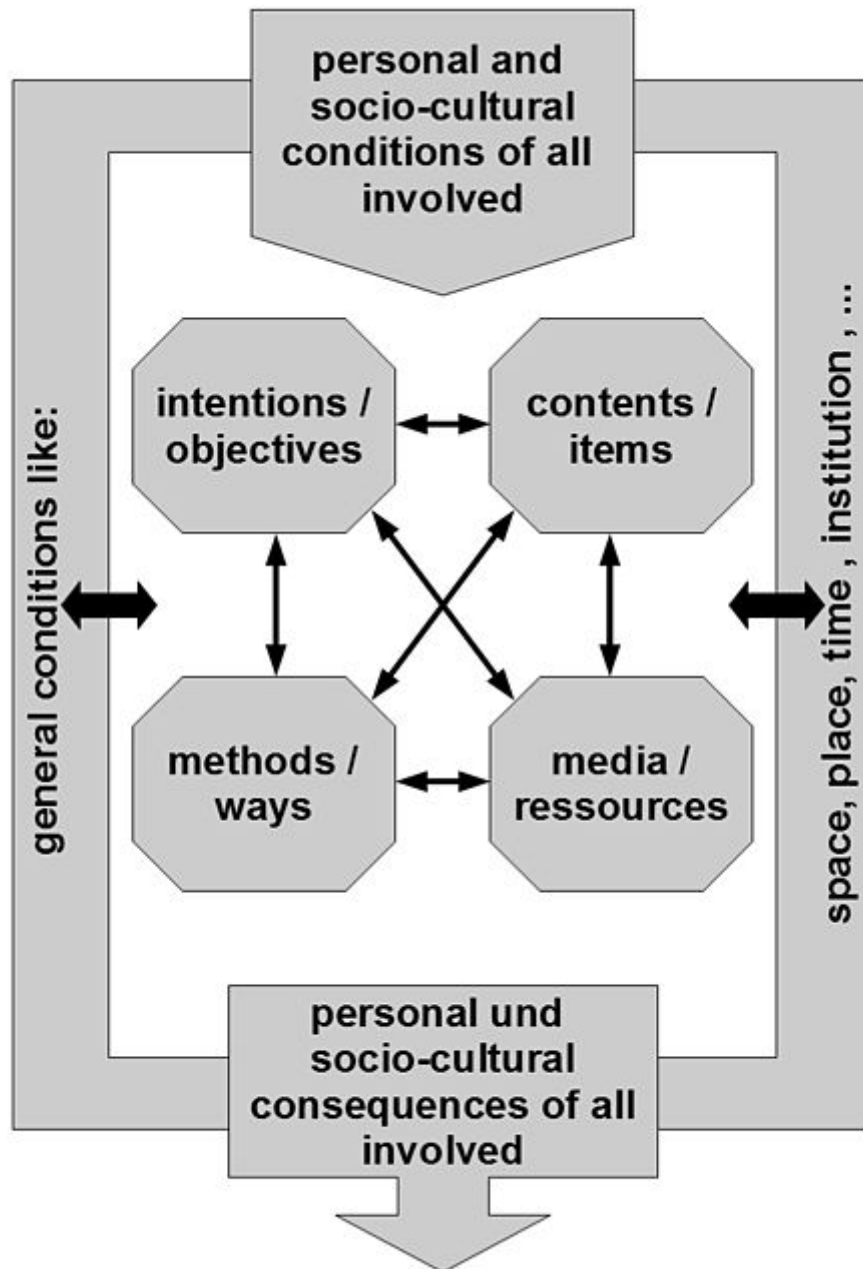 personal and
socio-cultural
conditions of all
involved
general conditions like:
intentions /
objectives
contents /
items
space, place, time , institution , ...
methods /
ways
media /
ressources
personal und
socio-cultural
consequences of all
involved